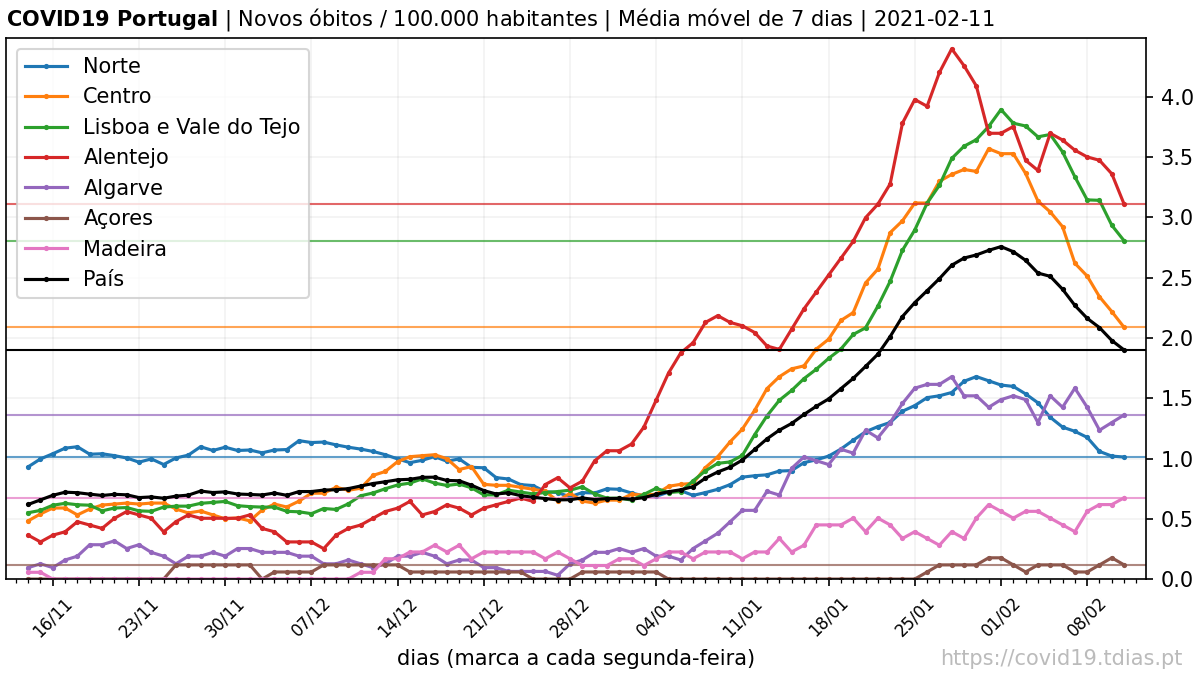 COVID19 Portugal | Novos óbitos / 100.000 habitantes | Média móvel de 7 dias | 2021-02-11
Norte
Centro
Lisboa e Vale do Tejo
Alentejo
Algarve
Açores
Madeira
País
4.0
3.5
3.0
2.5
2.0
1.5
1.0
0.5
0.0
16/11 23/11 30/11 07/12 14/12 21/12 28/12 04/01 11/01 18/01 25/01 01/02 08/02
dias (marca a cada segunda-feira)
https://covid19.tdias.pt